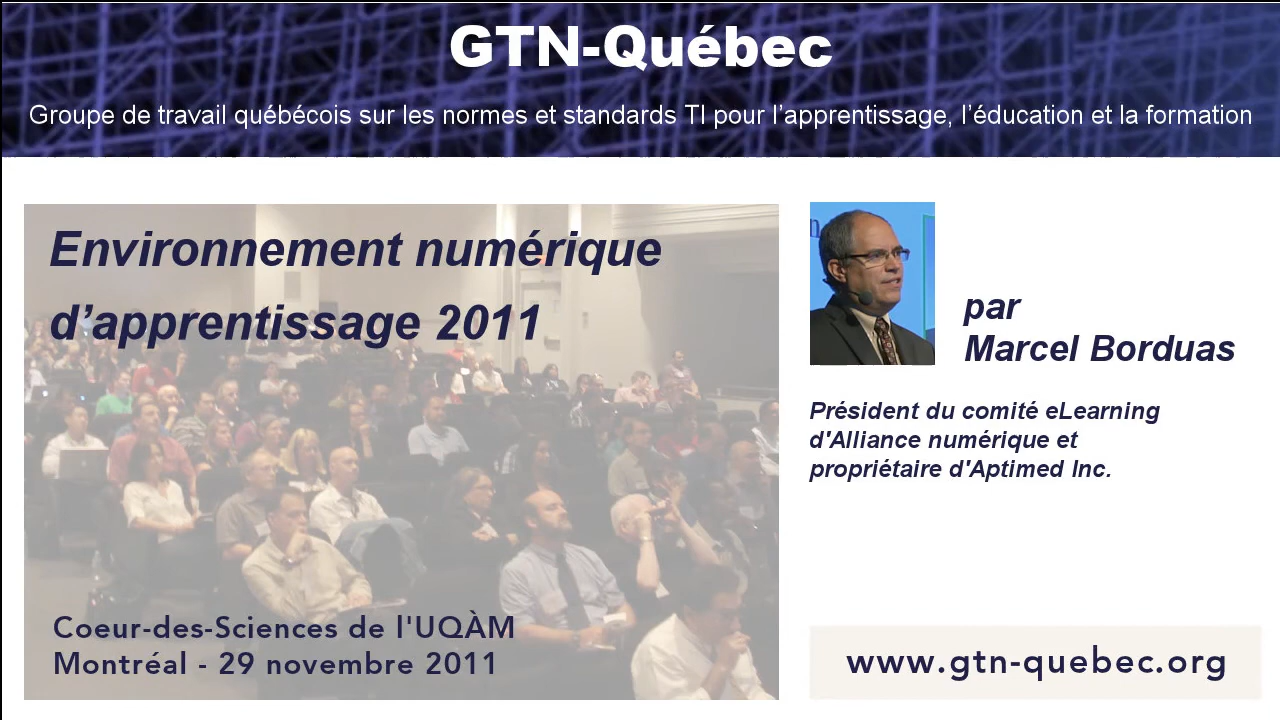 GTN-Québec
Groupe de travail québécois sur les normes et standards TI pour l’apprentissage, l’éducation et la formation
Environnement numérique
d’apprentissage 2011
par
Marcel Borduas
Président du comité eLearning
d'Alliance numérique et
propriétaire d'Aptimed Inc.
Coeur-des-Sciences de l'UQÀM
Montréal - 29 novembre 2011
www.gtn-quebec.org